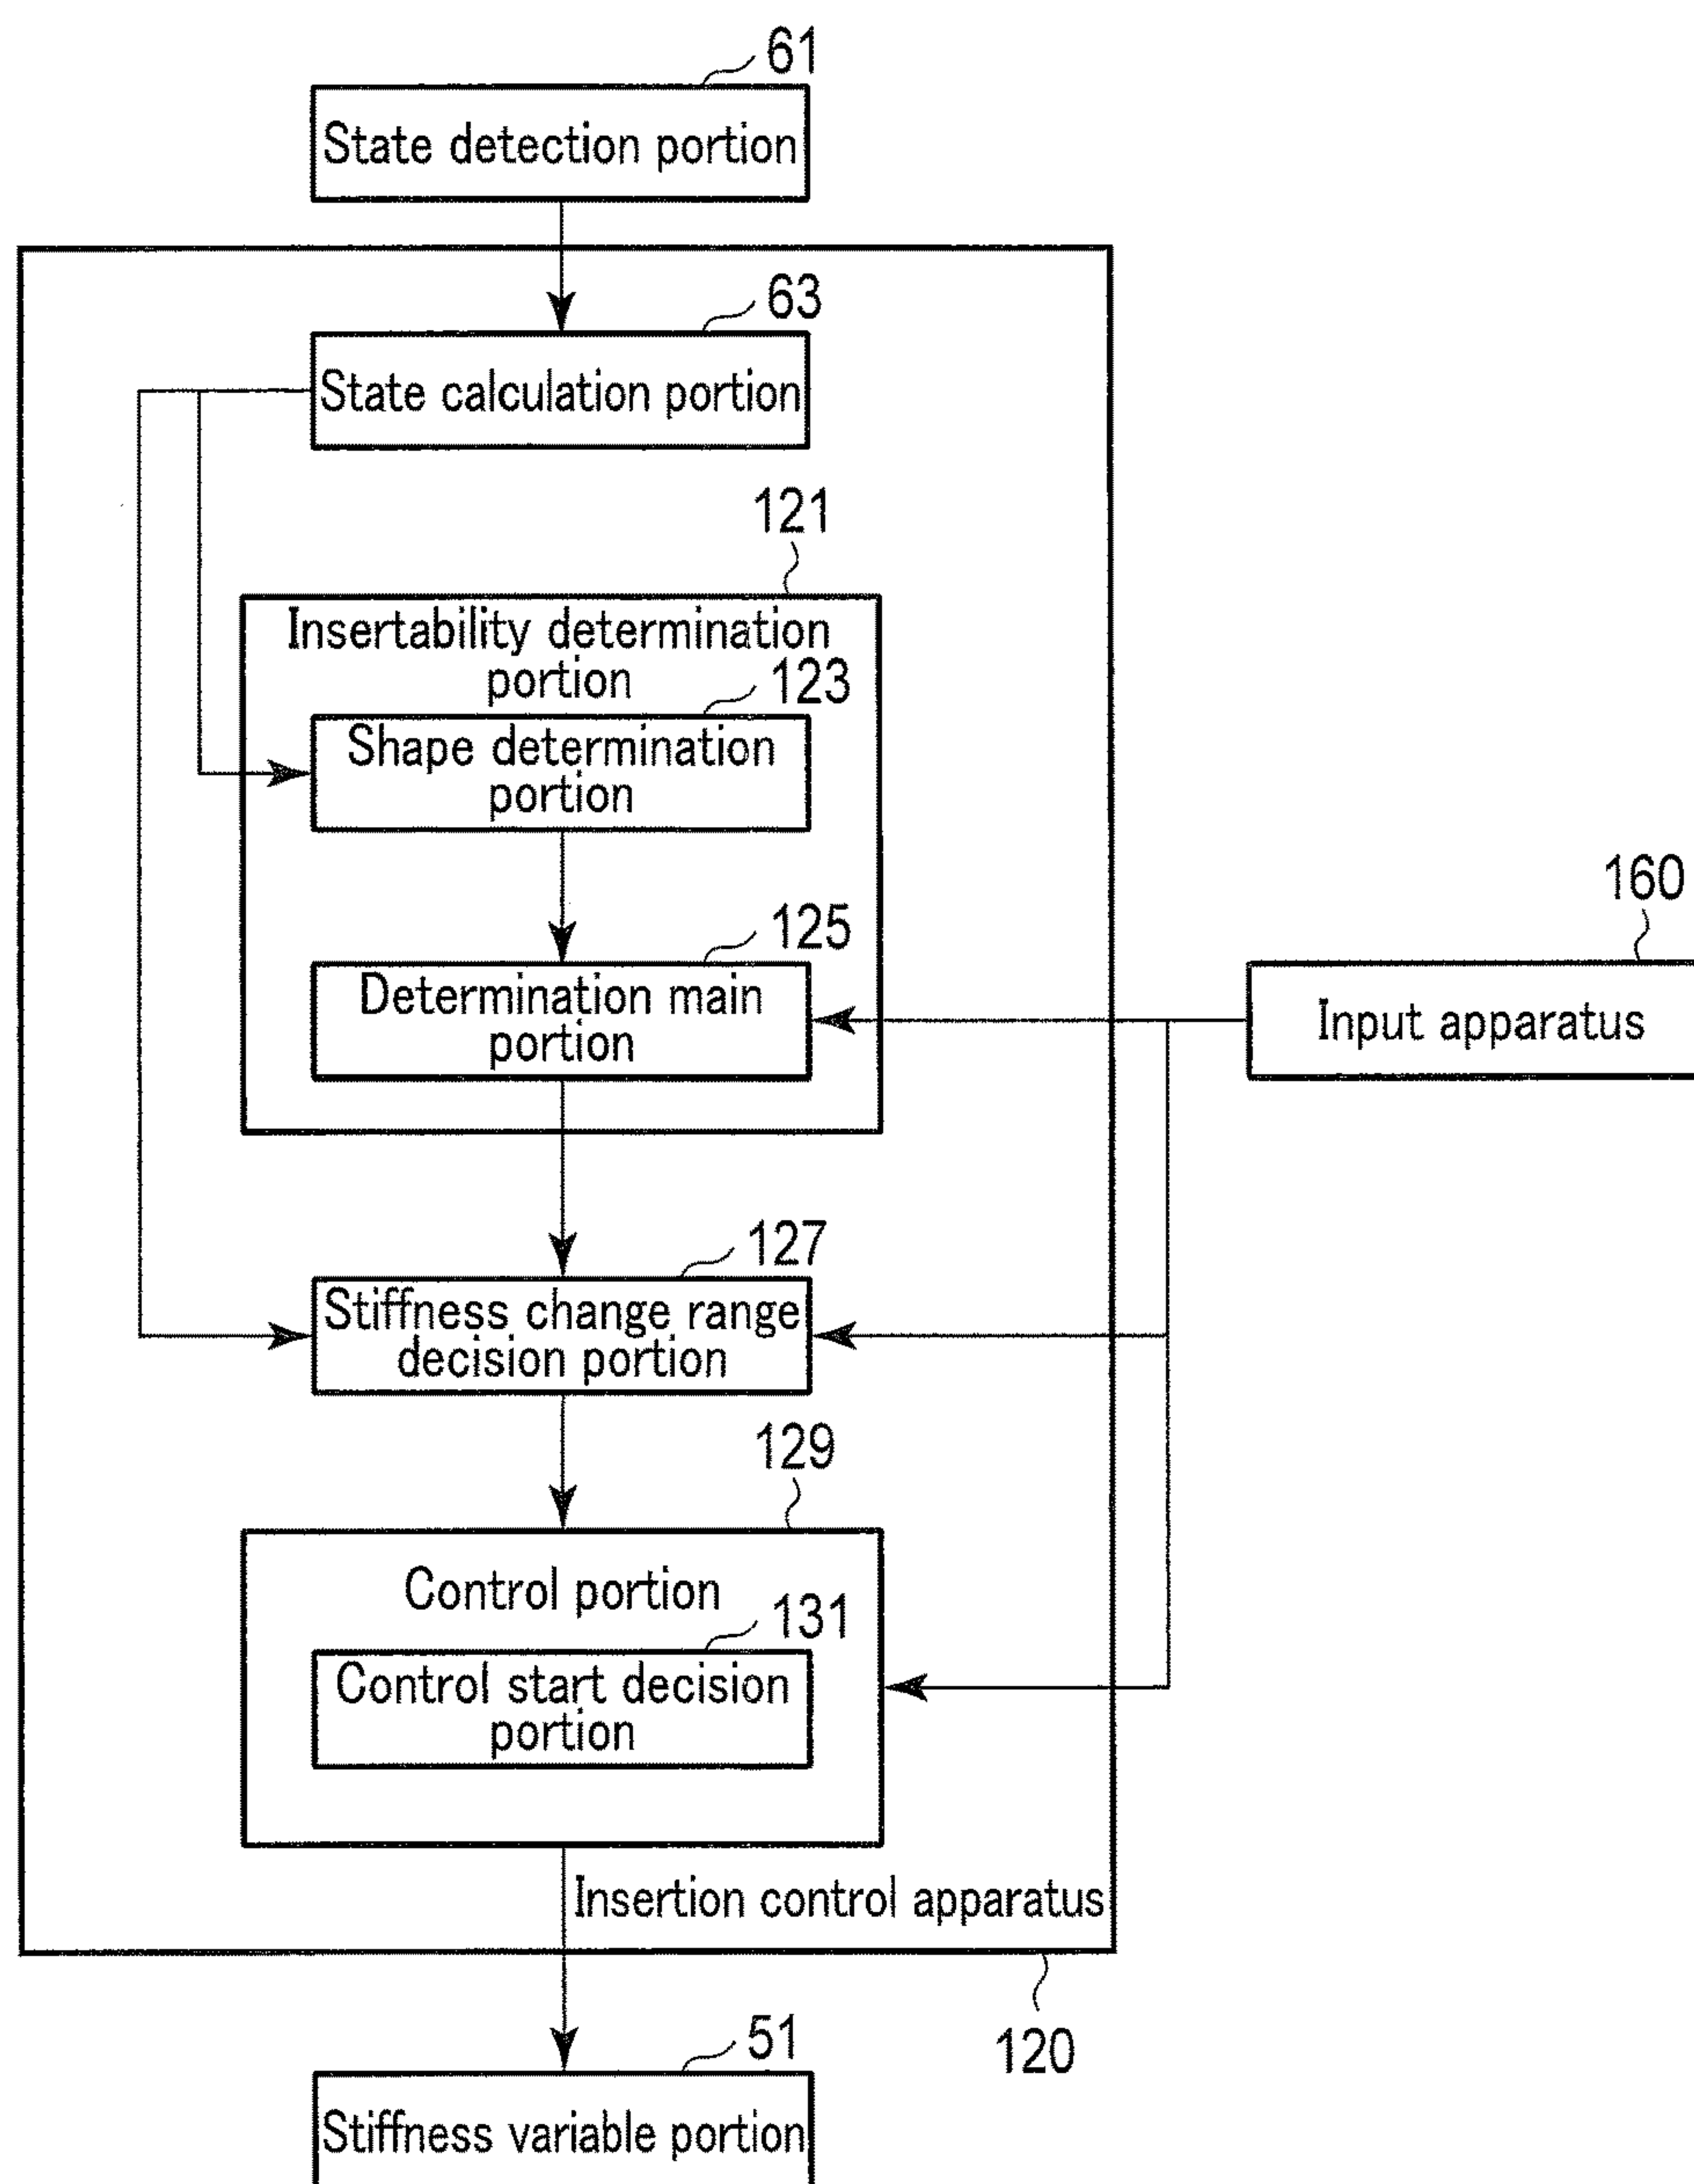 61
State detection portion
63
State calculation portion
121
Insertability determination
portion
123
Shape determination
portion
160
125
Determination main
portion
Input apparatus
127
Stiffness change range
decision portion
129
Control portion
131
Control start decision
portion
Insertion control apparatus
120
51
Stiffness variable portion